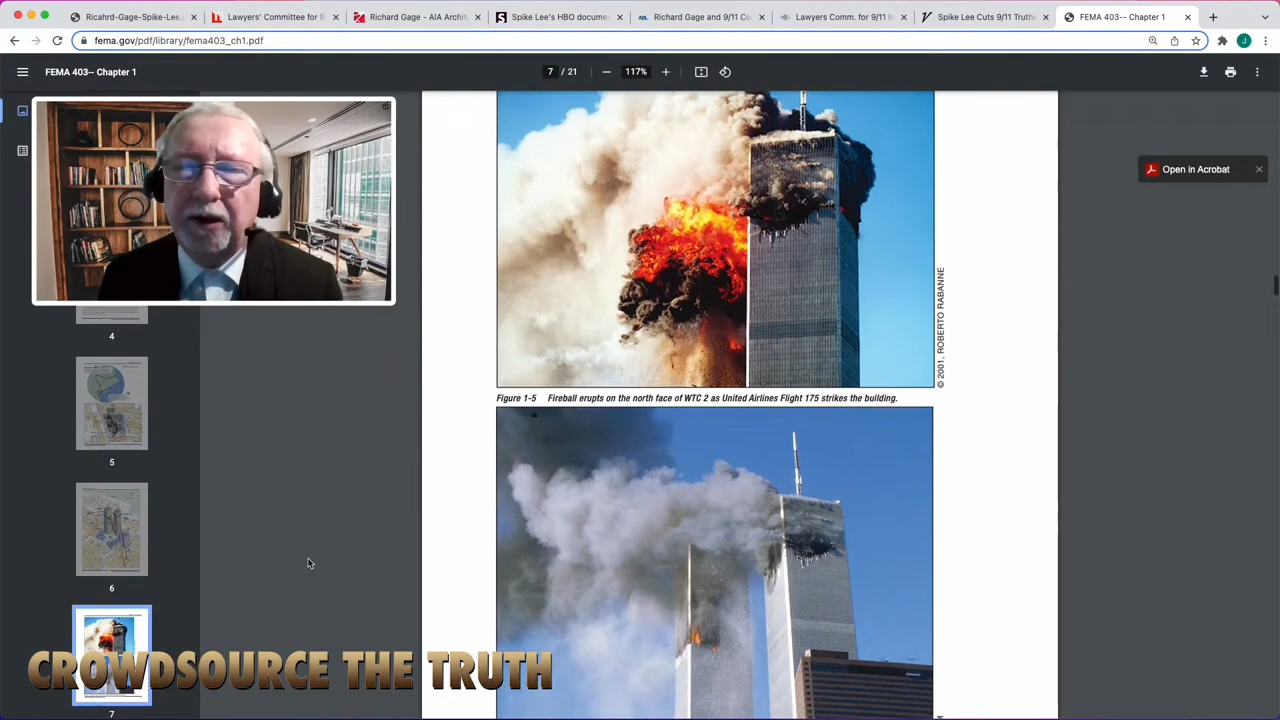 Ricahrd-Gage-Spike-Lee.
Lawyers' Committee for 9
Richard Gage - AIA Archit
Spike Lee's HBO documen
Richard Gage and 9/11 Co
Lawyers Comm. for 9/11 In
Spike Lee Cuts 9/11 Truthe
FEMA 403-- Chapter 1
fema.gov/pdf/library/fema403_ch1.pdf
J
FEMA 403-- Chapter 1
7 / 21
117%
Open in Acrobat
4
5
6
7
© 2001, ROBERTO RABANNE
Figure 1-5 Fireball erupts on the north face of WTC 2 as United Airlines Flight 175 strikes the building.
CROWDSOURCE THE TRUTH